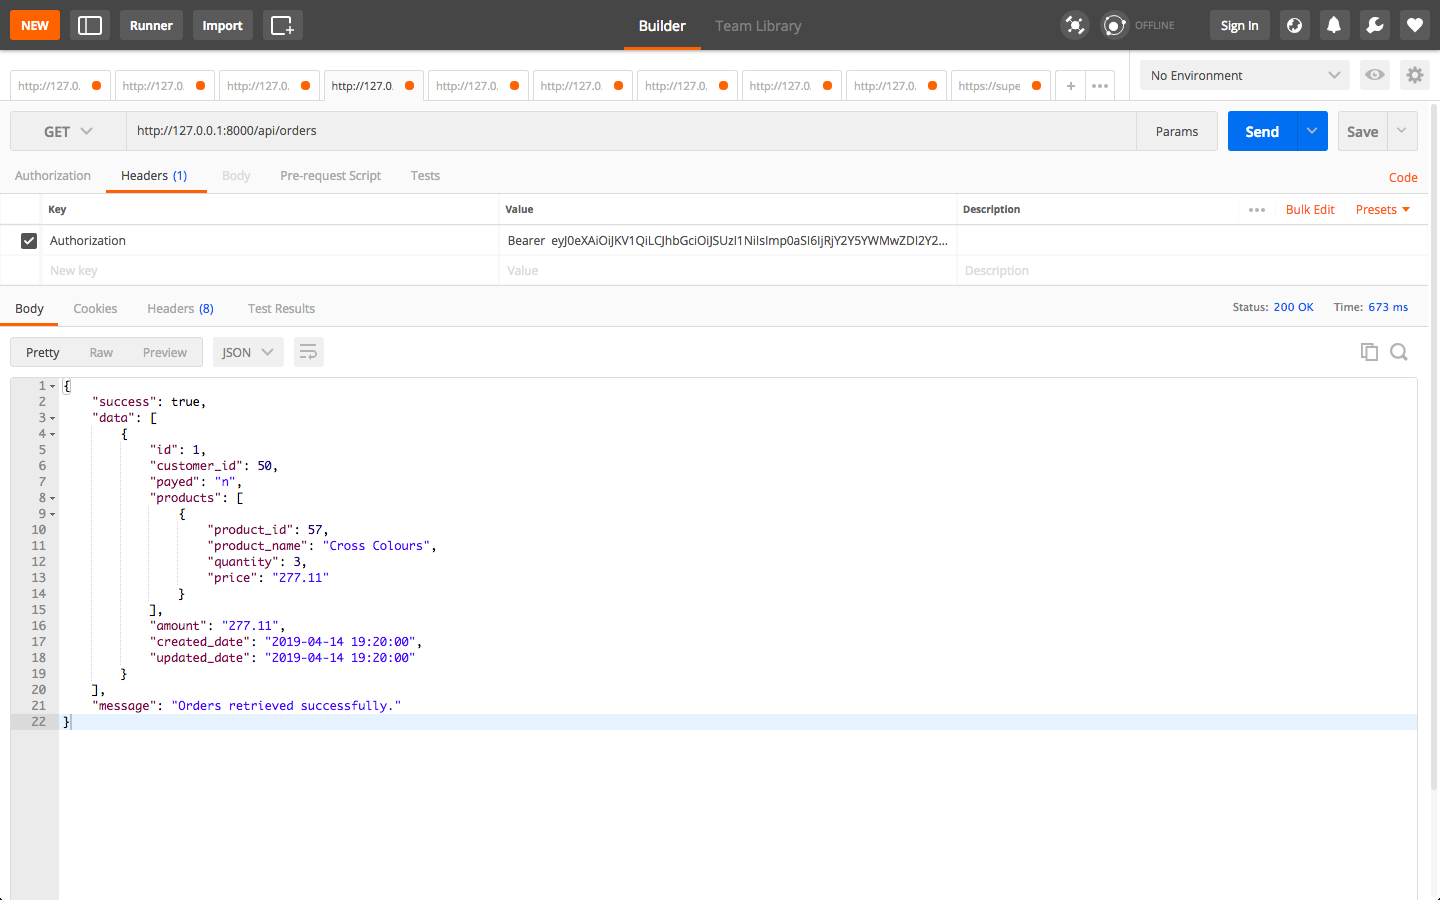 NEW Runner Import Builder Team Library OFFLINE Sign In
http://127.0. http://127.0. http://127.0. http://127.0. http://127.0. http://127.0. http://127.0. http://127.0. http://127.0. https://supe + ••• No Environment
GET http://127.0.0.1:8000/api/orders Params Send Save
Authorization Headers (1) Body Pre-request Script Tests Code
Key Value Description ••• Bulk Edit Presets
Authorization Bearer eyJ0eXAiOiJKV1QiLCJhbGciOiJSUzI1NiIsImp0aSI6IjRjY2Y5YWMwZDI2Y2...
New key Value Description
Body Cookies Headers (8) Test Results Status: 200 OK Time: 673 ms
Pretty Raw Preview JSON
1 {
2 "success": true,
3 "data": [
4 {
5 "id": 1,
6 "customer_id": 50,
7 "payed": "n",
8 "products": [
9 {
10 "product_id": 57,
11 "product_name": "Cross Colours",
12 "quantity": 3,
13 "price": "277.11"
14 }
15 ],
16 "amount": "277.11",
17 "created_date": "2019-04-14 19:20:00",
18 "updated_date": "2019-04-14 19:20:00"
19 }
20 ],
21 "message": "Orders retrieved successfully."
22 }